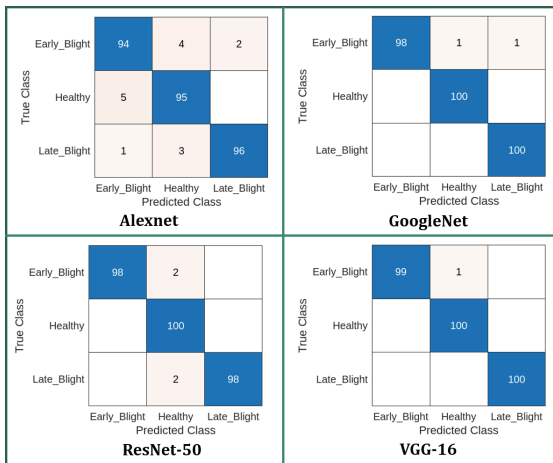 True Class
Early_Blight 94 4 2
Healthy 5 95
Late_Blight 1 3 96
Early_Blight Healthy Late_Blight
Predicted Class
Alexnet
True Class
Early_Blight 98 1 1
Healthy 100
Late_Blight 100
Early_Blight Healthy Late_Blight
Predicted Class
GoogleNet
True Class
Early_Blight 98 2
Healthy 100
Late_Blight 2 98
Early_Blight Healthy Late_Blight
Predicted Class
ResNet-50
True Class
Early_Blight 99 1
Healthy 100
Late_Blight 100
Early_Blight Healthy Late_Blight
Predicted Class
VGG-16